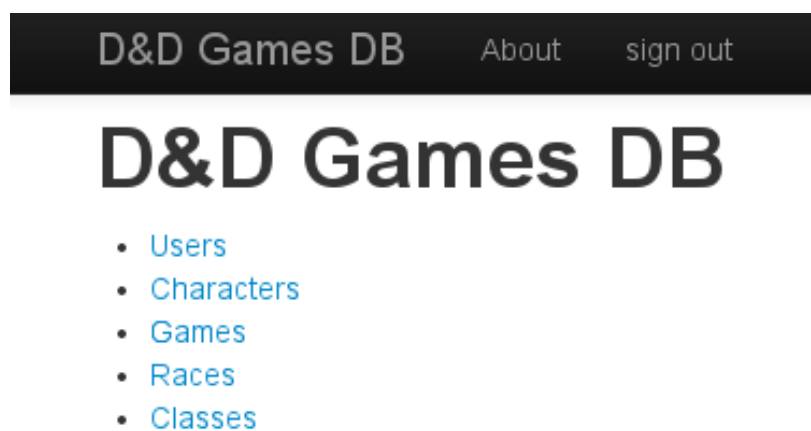 D&D Games DB About sign out
D&D Games DB
Users
Characters
Games
Races
Classes